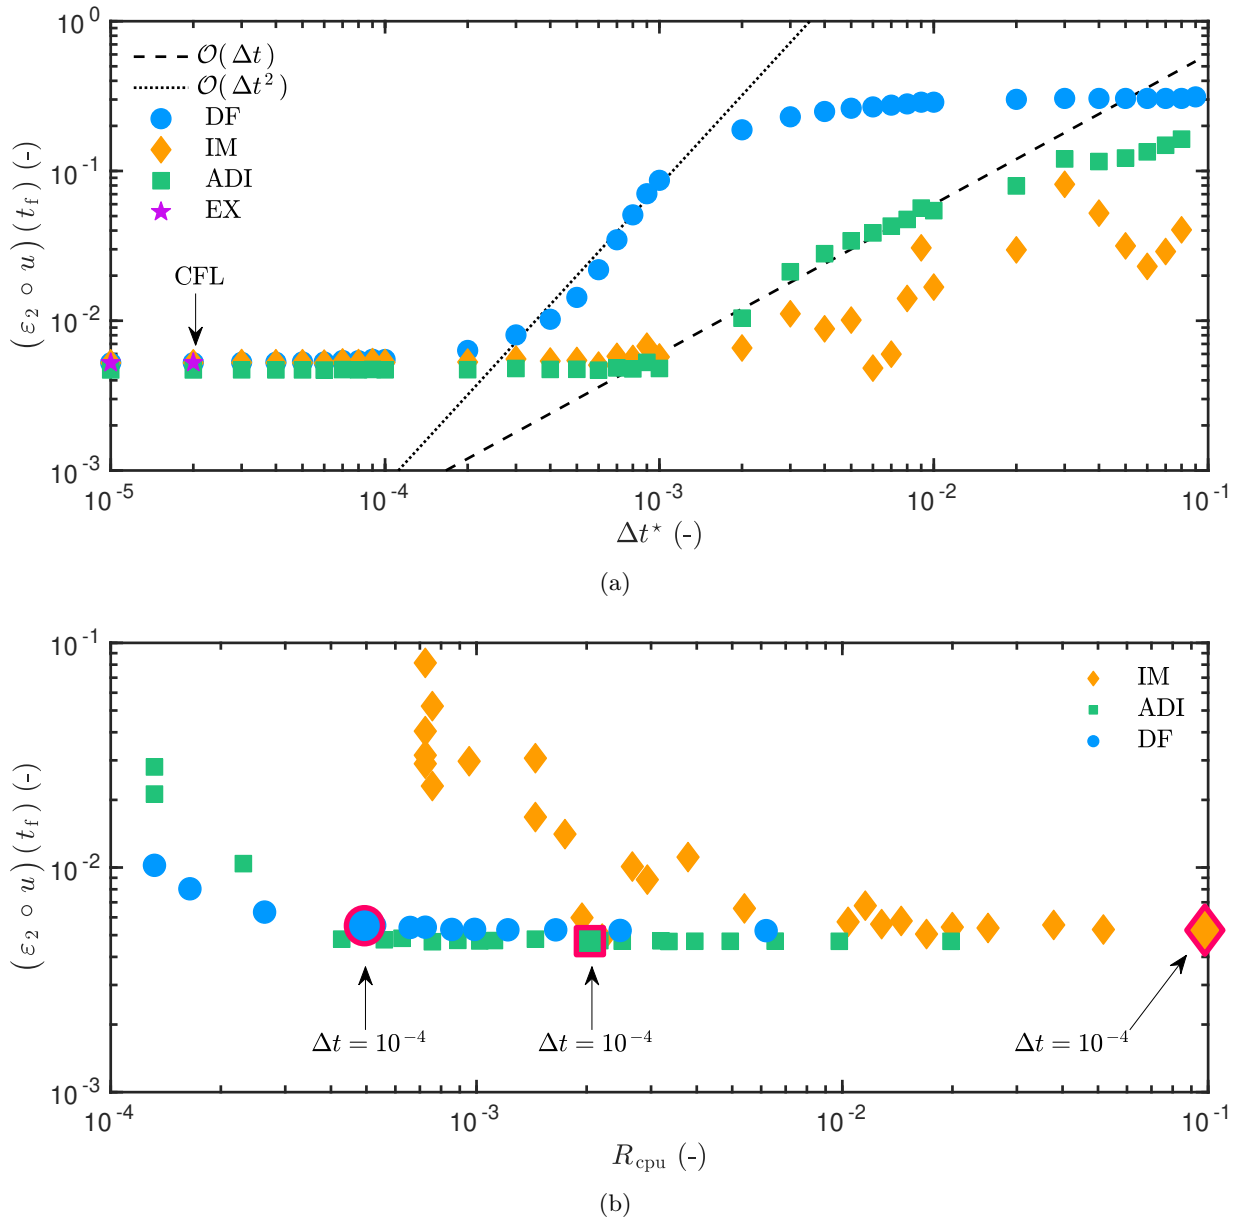 10^0
10^-1
10^-2
10^-3
(ε_2 ∘ u)(t_f) (-)
O(Δt)
O(Δt^2)
DF
IM
ADI
EX
CFL
10^-5
10^-4
10^-3
10^-2
10^-1
Δt* (-)
(a)
10^-1
10^-2
10^-3
(ε_2 ∘ u)(t_f) (-)
IM
ADI
DF
Δt = 10^-4
Δt = 10^-4
Δt = 10^-4
10^-4
10^-3
10^-2
10^-1
R_cpu (-)
(b)